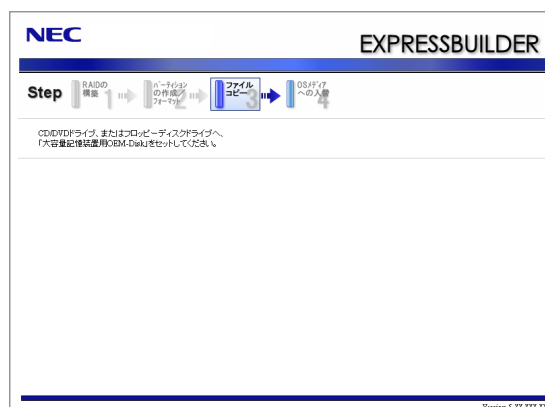 NEC
EXPRESSBUILDER
Step
RAIDの
構築
1
パーティション
の作成/
フォーマット
2
ファイル
コピー
3
OSメディア
への入替
4
CD/DVDドライブ、またはフロッピーディスクドライブへ、
「大容量記憶装置用OEM-Disk」をセットしてください。